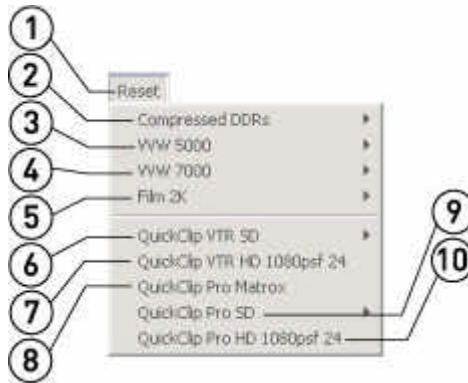 1
2
3
4
5
6
7
8
9
10
Reset
Compressed DDRs
VVW 5000
VVW 7000
Film 2K
QuickClip VTR SD
QuickClip VTR HD 1080psf 24
QuickClip Pro Matrox
QuickClip Pro SD
QuickClip Pro HD 1080psf 24